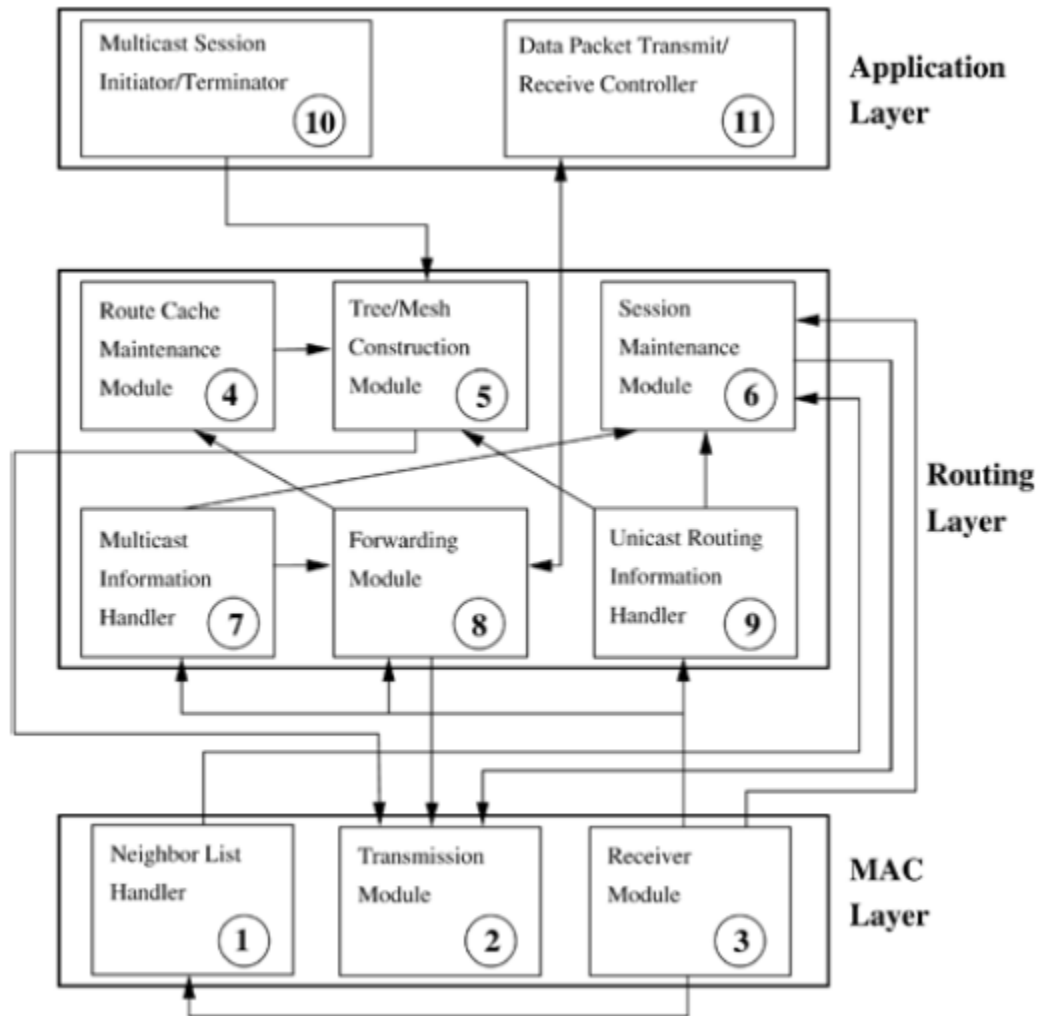 Multicast Session
Initiator/Terminator
10
Data Packet Transmit/
Receive Controller
11
Application
Layer
Route Cache
Maintenance
Module
4
Tree/Mesh
Construction
Module
5
Session
Maintenance
Module
6
Multicast
Information
Handler
7
Forwarding
Module
8
Unicast Routing
Information
Handler
9
Routing
Layer
Neighbor List
Handler
1
Transmission
Module
2
Receiver
Module
3
MAC
Layer